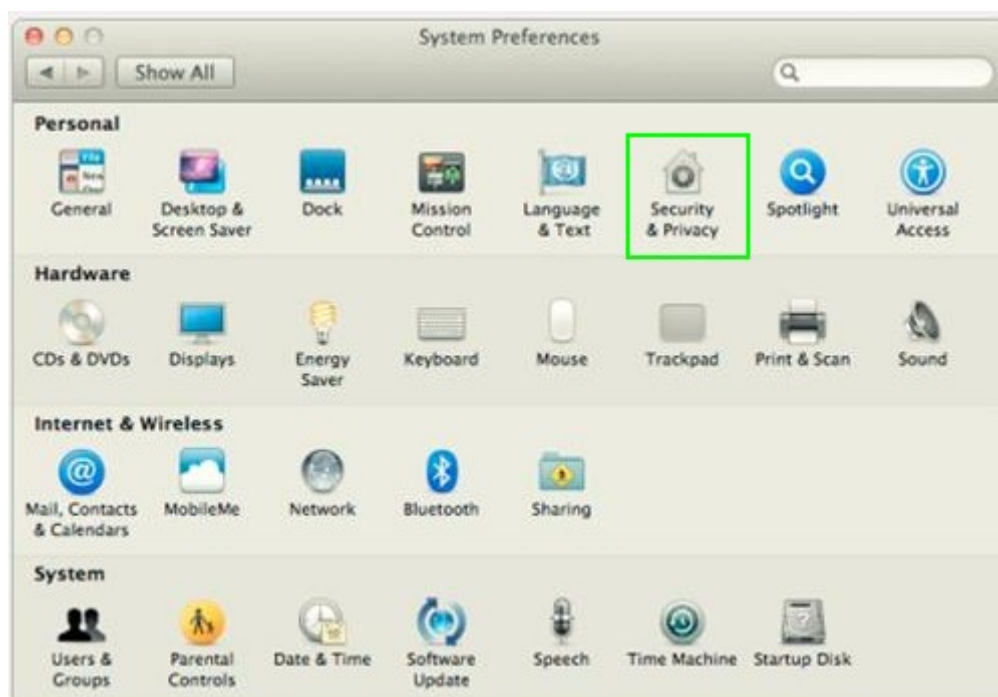 System Preferences
Show All
Personal
General
Desktop &
Screen Saver
Dock
Mission
Control
Language
& Text
Security
& Privacy
Spotlight
Universal
Access
Hardware
CDs & DVDs
Displays
Energy
Saver
Keyboard
Mouse
Trackpad
Print & Scan
Sound
Internet & Wireless
Mail, Contacts
& Calendars
MobileMe
Network
Bluetooth
Sharing
System
Users &
Groups
Parental
Controls
Date & Time
Software
Update
Speech
Time Machine
Startup Disk